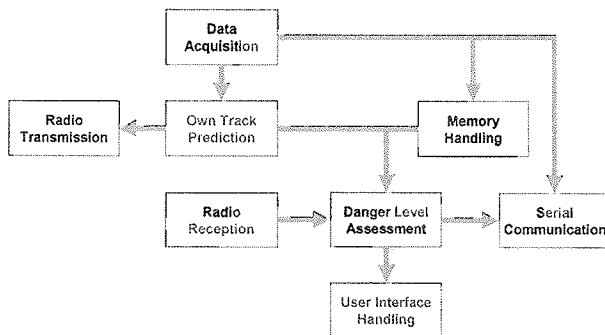 Data
Acquisition
Radio
Transmission
Own Track
Prediction
Memory
Handling
Radio
Reception
Danger Level
Assessment
Serial
Communication
User Interface
Handling